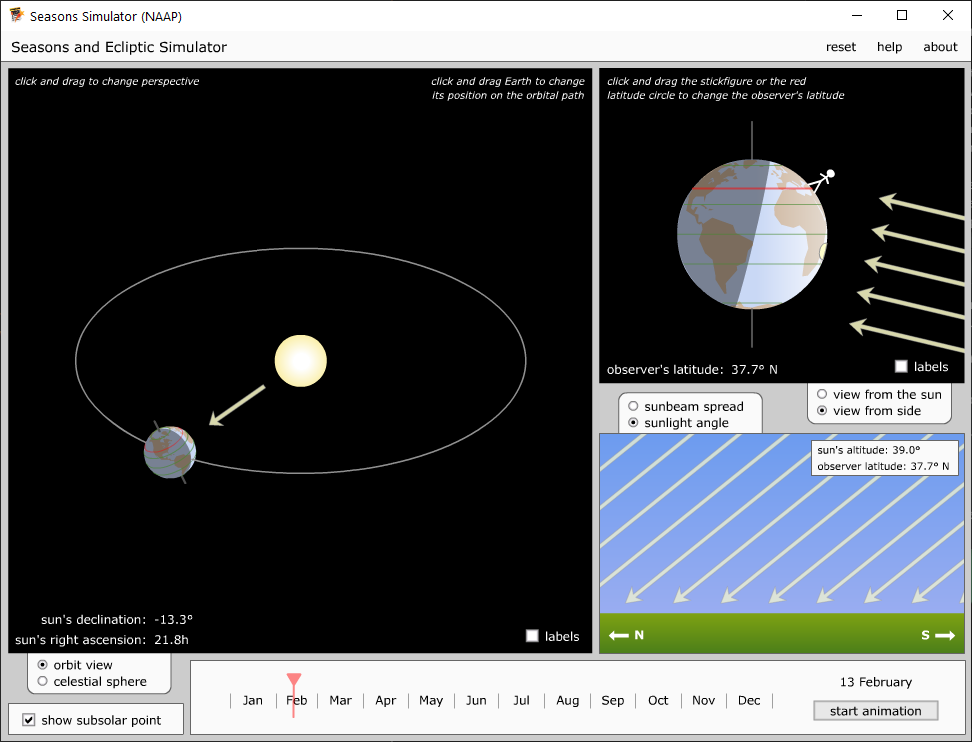 Seasons Simulator (NAAP)
Seasons and Ecliptic Simulator
reset help about
click and drag to change perspective
click and drag Earth to change
its position on the orbital path
sun's declination: -13.3°
sun's right ascension: 21.8h
labels
click and drag the stickfigure or the red
latitude circle to change the observer's latitude
observer's latitude: 37.7° N
labels
view from the sun
view from side
sunbeam spread
sunlight angle
sun's altitude: 39.0°
observer latitude: 37.7° N
N
S
orbit view
celestial sphere
show subsolar point
Jan Feb Mar Apr May Jun Jul Aug Sep Oct Nov Dec
13 February
start animation